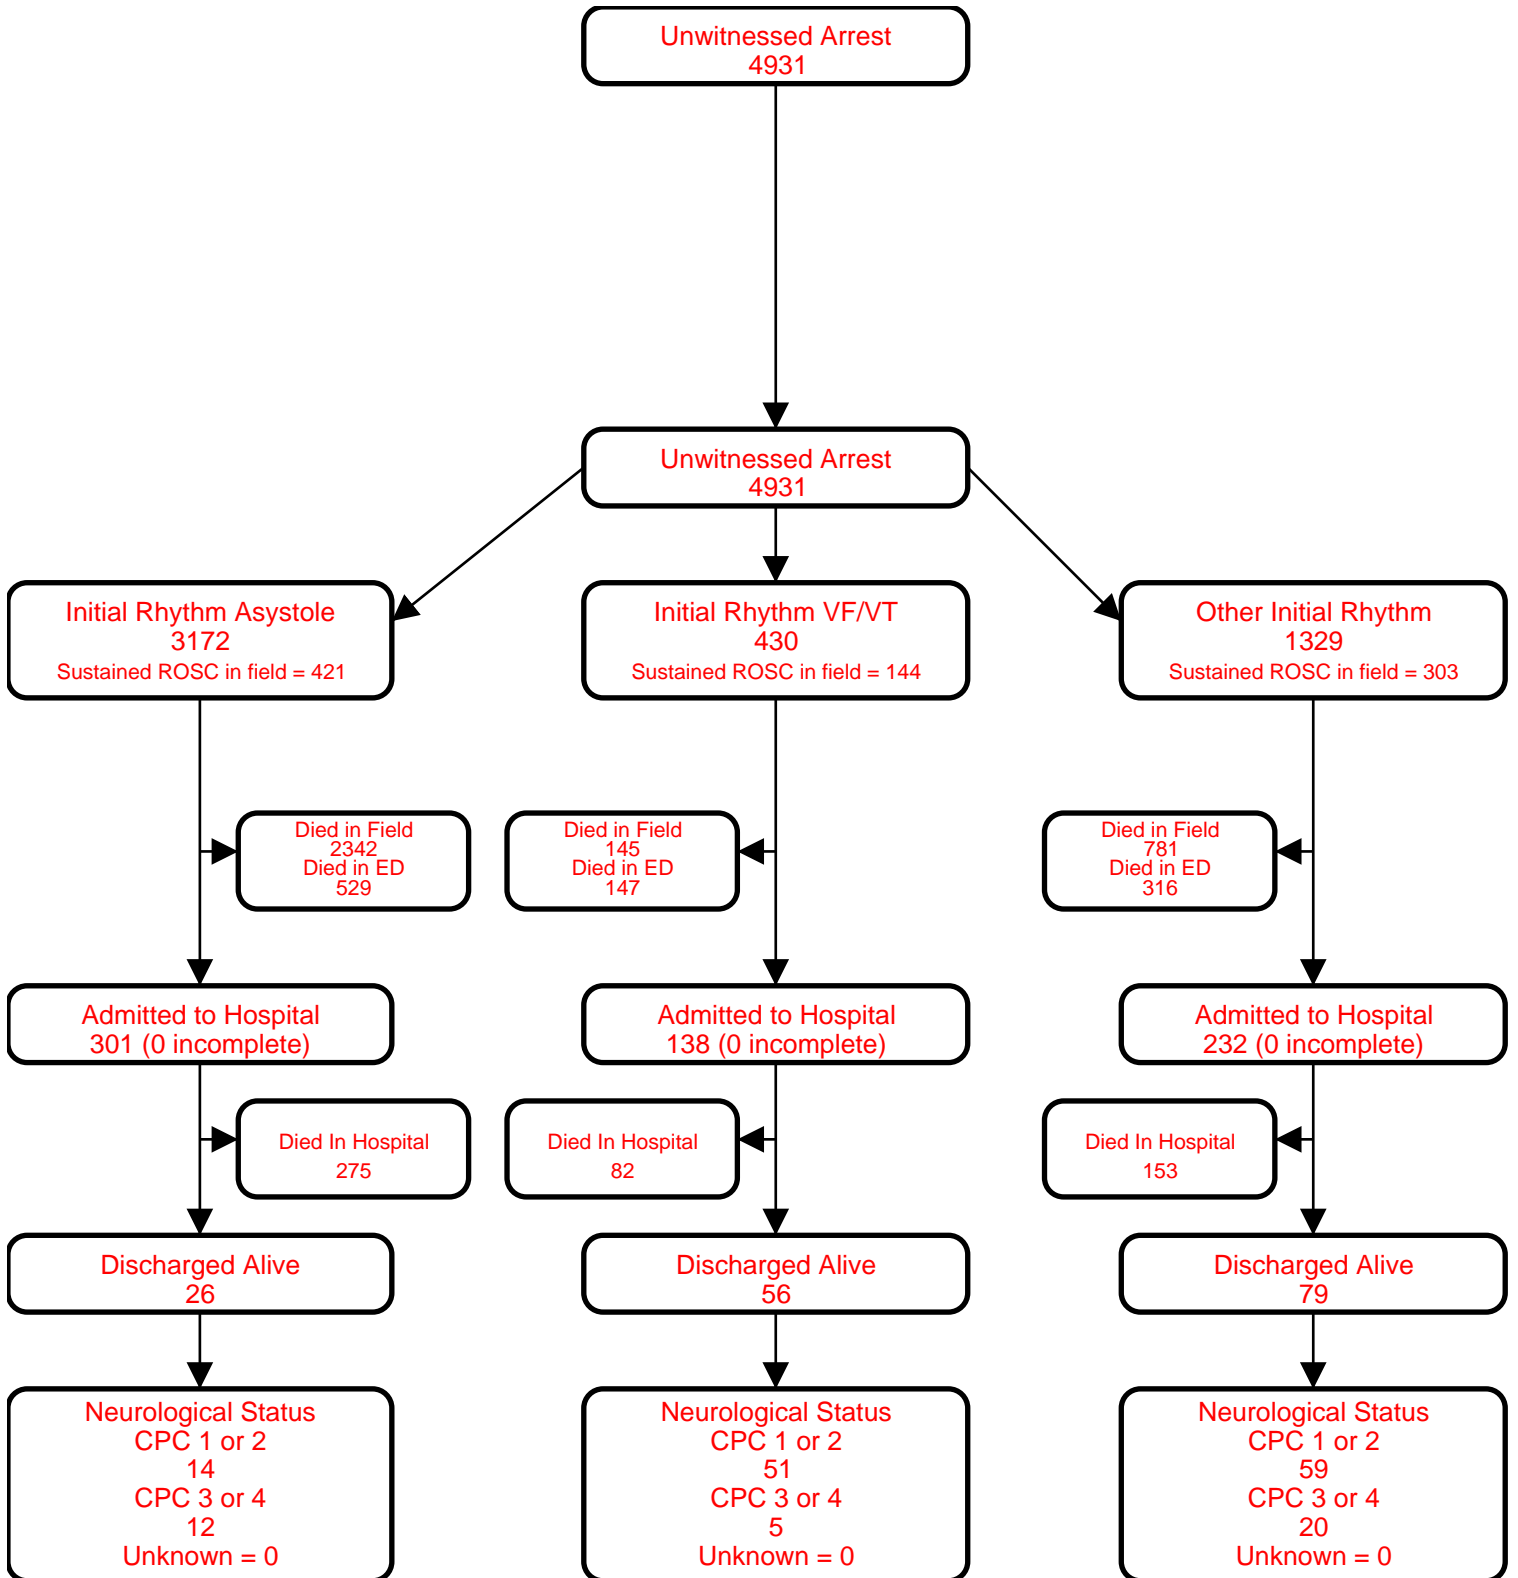 Unwitnessed Arrest
4931
Unwitnessed Arrest
4931
Initial Rhythm Asystole
3172
Sustained ROSC in field = 421
Initial Rhythm VF/VT
430
Sustained ROSC in field = 144
Other Initial Rhythm
1329
Sustained ROSC in field = 303
Died in Field
2342
Died in ED
529
Died in Field
145
Died in ED
147
Died in Field
781
Died in ED
316
Admitted to Hospital
301 (0 incomplete)
Admitted to Hospital
138 (0 incomplete)
Admitted to Hospital
232 (0 incomplete)
Died In Hospital
275
Died In Hospital
82
Died In Hospital
153
Discharged Alive
26
Discharged Alive
56
Discharged Alive
79
Neurological Status
CPC 1 or 2
14
CPC 3 or 4
12
Unknown = 0
Neurological Status
CPC 1 or 2
51
CPC 3 or 4
5
Unknown = 0
Neurological Status
CPC 1 or 2
59
CPC 3 or 4
20
Unknown = 0